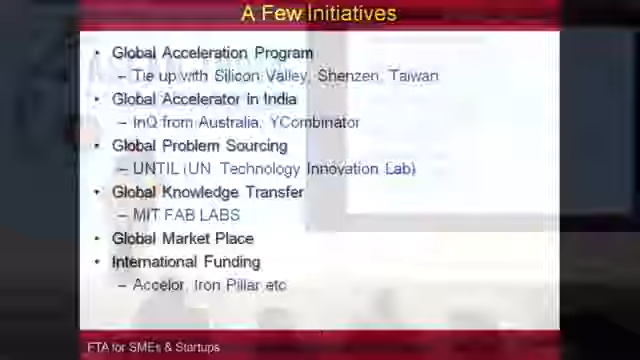 A Few Initiatives
• Global Acceleration Program
– Tie up with Silicon Valley, Shenzen, Taiwan
• Global Accelerator in India
– InQ from Australia, YCombinator
• Global Problem Sourcing
– UNTIL (UN Technology Innovation Lab)
• Global Knowledge Transfer
– MIT FAB LABS
• Global Market Place
• International Funding
– Accelor, Iron Pillar etc
FTA for SMEs & Startups